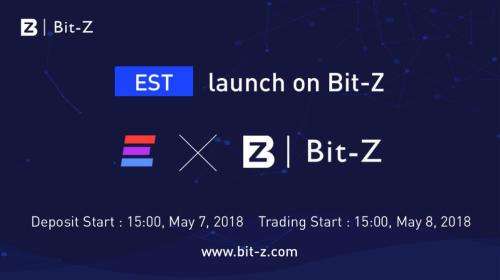 Bit-Z
EST launch on Bit-Z
Bit-Z
Deposit Start : 15:00, May 7, 2018 Trading Start : 15:00, May 8, 2018
www.bit-z.com